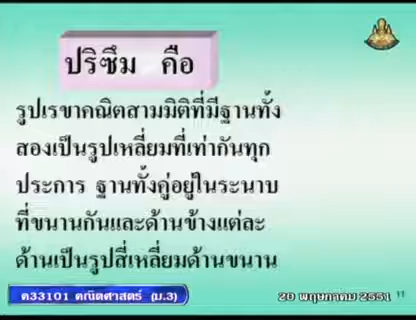 ปริซึม คือ
รูปเรขาคณิตสามมิติที่มีฐานทั้ง
สองเป็นรูปเหลี่ยมที่เท่ากันทุก
ประการ ฐานทั้งคู่อยู่ในระนาบ
ที่ขนานกันและด้านข้างแต่ละ
ด้านเป็นรูปสี่เหลี่ยมด้านขนาน
ค33101 คณิตศาสตร์ (ม.3)
20 พฤษภาคม 2551